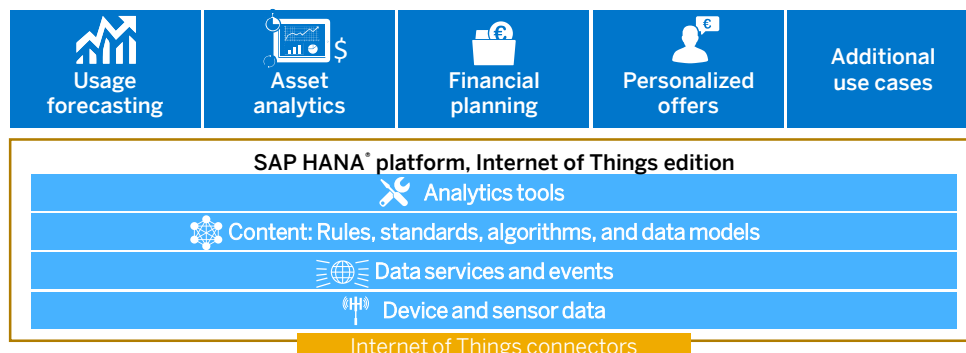 Usage
forecasting
Asset
analytics
Financial
planning
Personalized
offers
Additional
use cases
SAP HANA® platform, Internet of Things edition
Analytics tools
Content: Rules, standards, algorithms, and data models
Data services and events
Device and sensor data
Internet of Things connectors